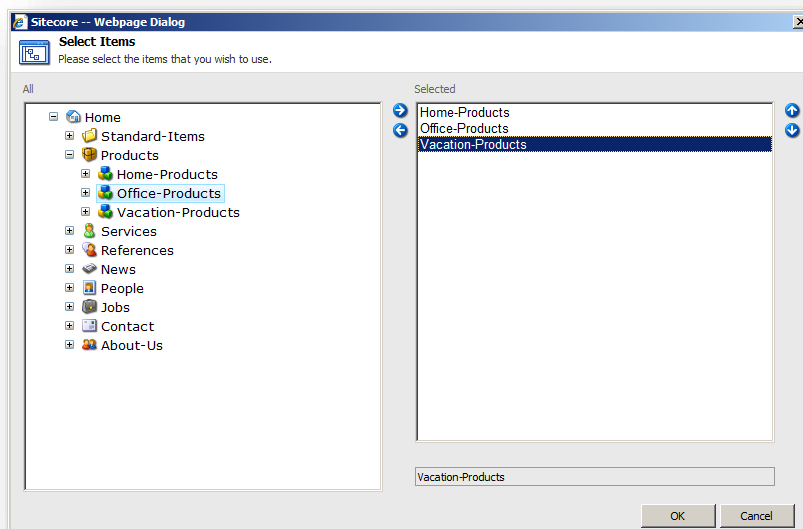 Sitecore -- Webpage Dialog
Select Items
Please select the items that you wish to use.
All
Home
Standard-Items
Products
Home-Products
Office-Products
Vacation-Products
Services
References
News
People
Jobs
Contact
About-Us
Selected
Home-Products
Office-Products
Vacation-Products
Vacation-Products
OK
Cancel